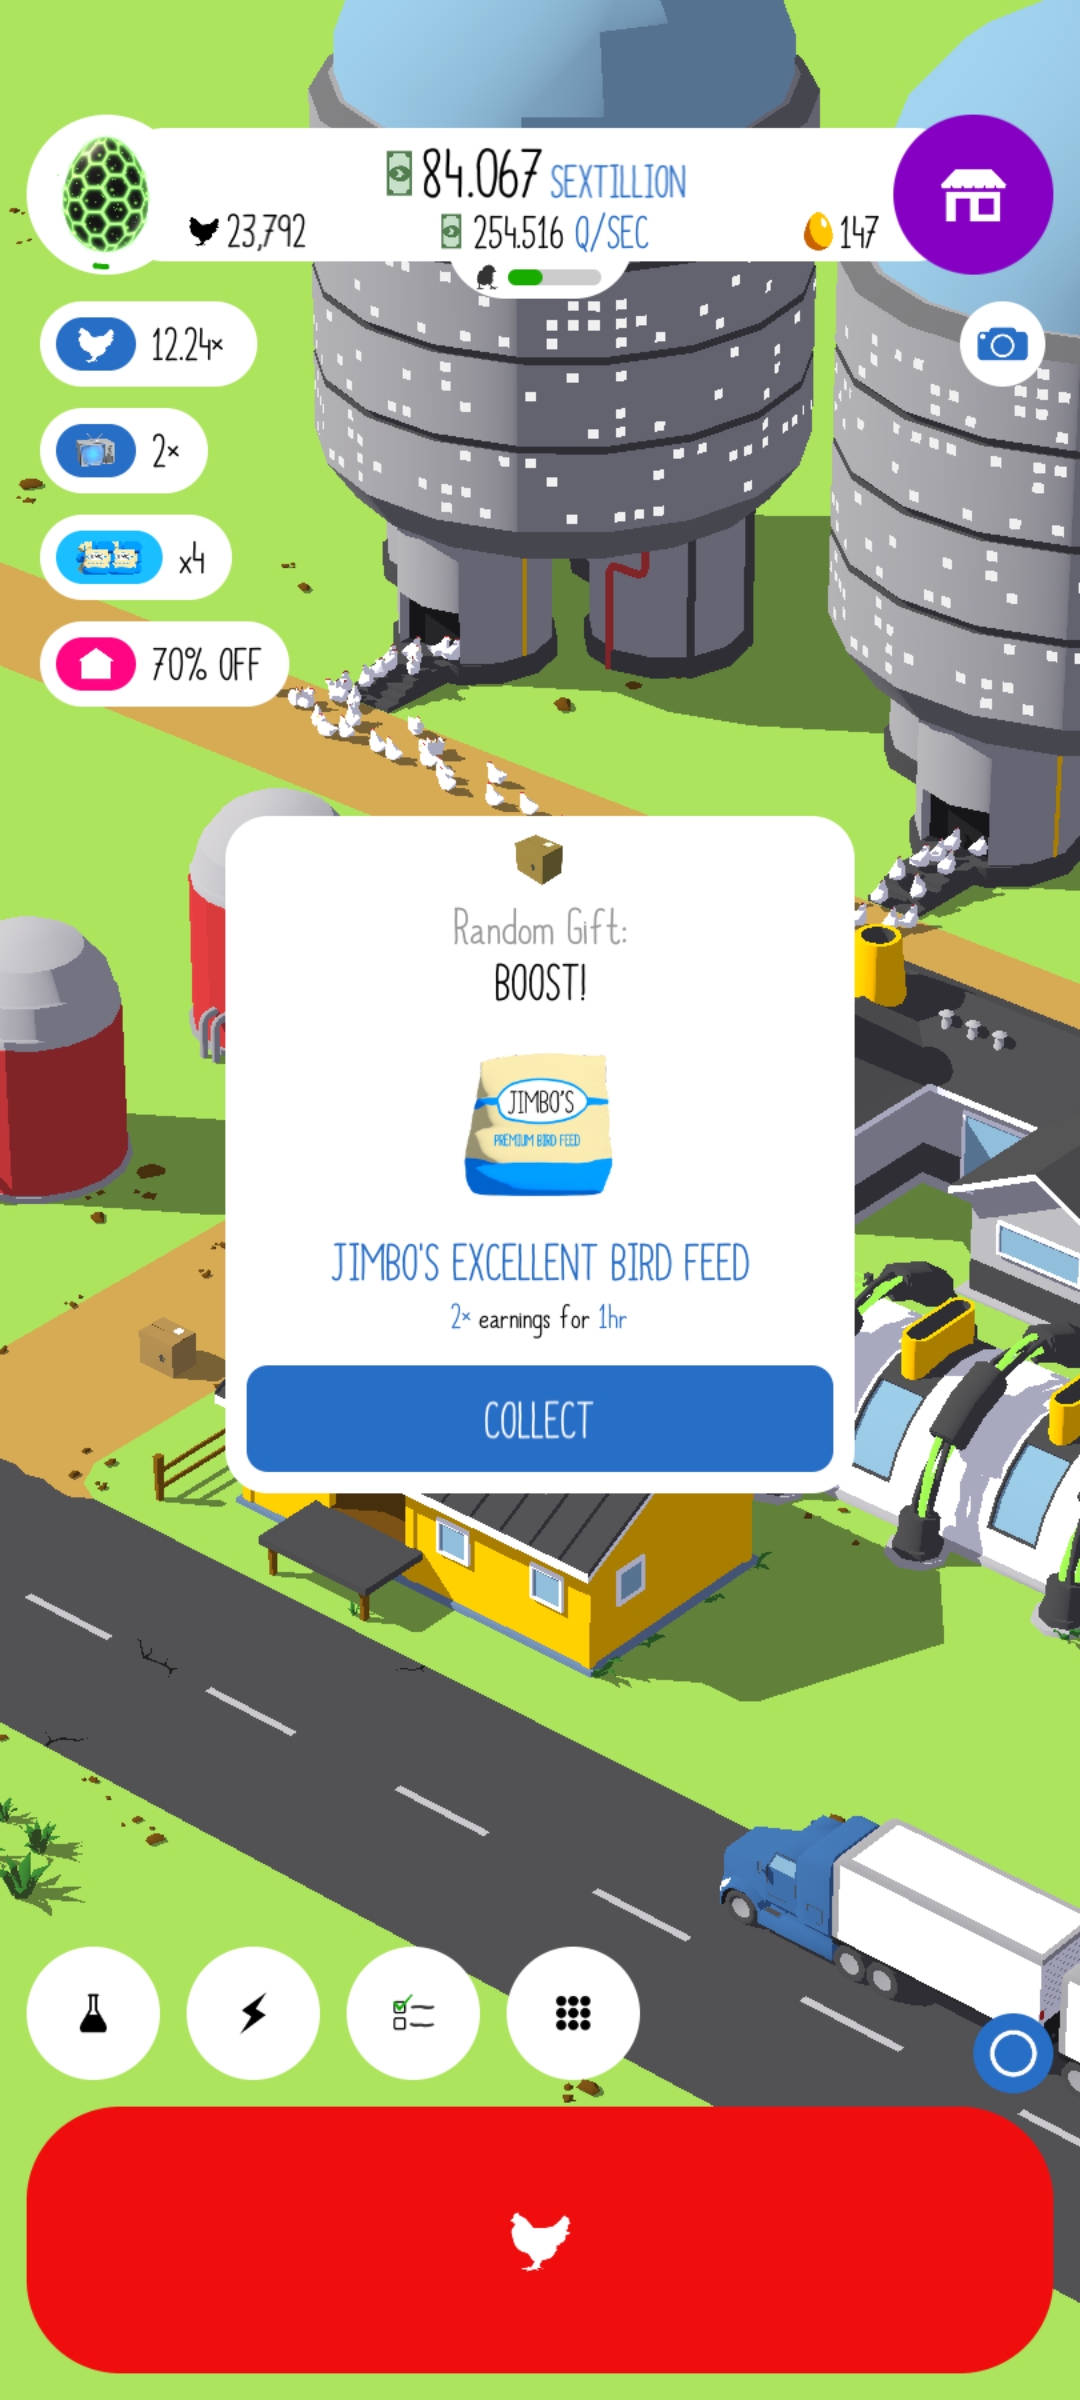 84.067 SEXTILLION
23,792
254.516 Q/SEC
147
12.24×
2×
x4
70% OFF
Random Gift:
BOOST!
JIMBO'S
PREMIUM BIRD FEED
JIMBO'S EXCELLENT BIRD FEED
2× earnings for 1hr
COLLECT